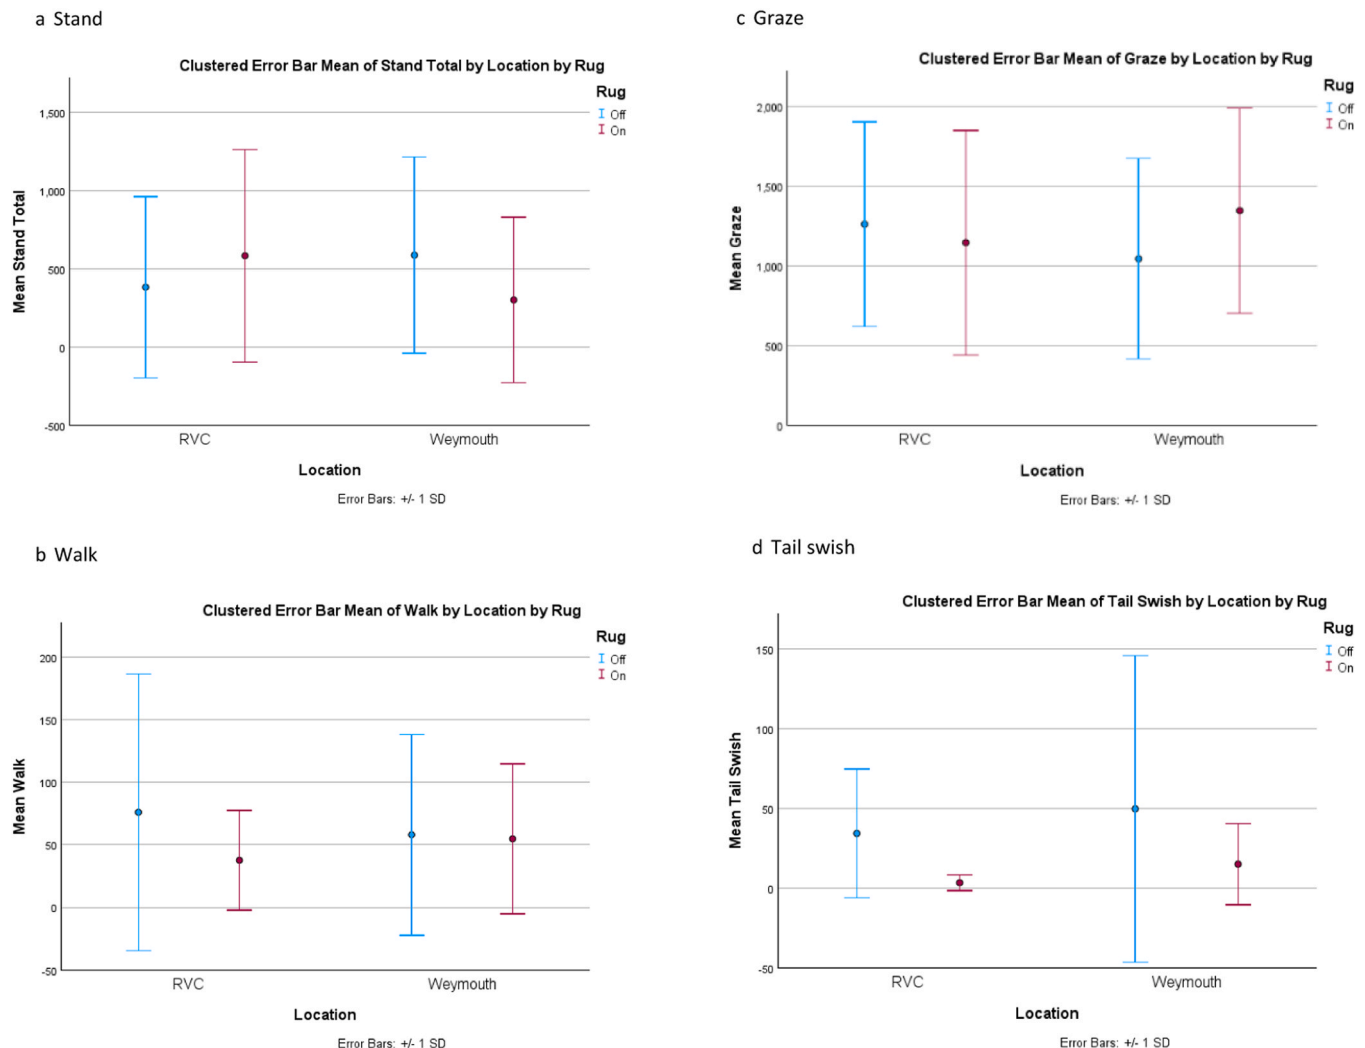 a Stand
Clustered Error Bar Mean of Stand Total by Location by Rug
Rug
Off
On
Mean Stand Total
1,500
1,000
500
0
-500
RVC
Weymouth
Location
Error Bars: +/- 1 SD
b Walk
Clustered Error Bar Mean of Walk by Location by Rug
Rug
Off
On
Mean Walk
200
150
100
50
0
-50
RVC
Weymouth
Location
Error Bars: +/- 1 SD
c Graze
Clustered Error Bar Mean of Graze by Location by Rug
Rug
Off
On
Mean Graze
2,000
1,500
1,000
500
0
RVC
Weymouth
Location
Error Bars: +/- 1 SD
d Tail swish
Clustered Error Bar Mean of Tail Swish by Location by Rug
Rug
Off
On
Mean Tail Swish
150
100
50
0
-50
RVC
Weymouth
Location
Error Bars: +/- 1 SD